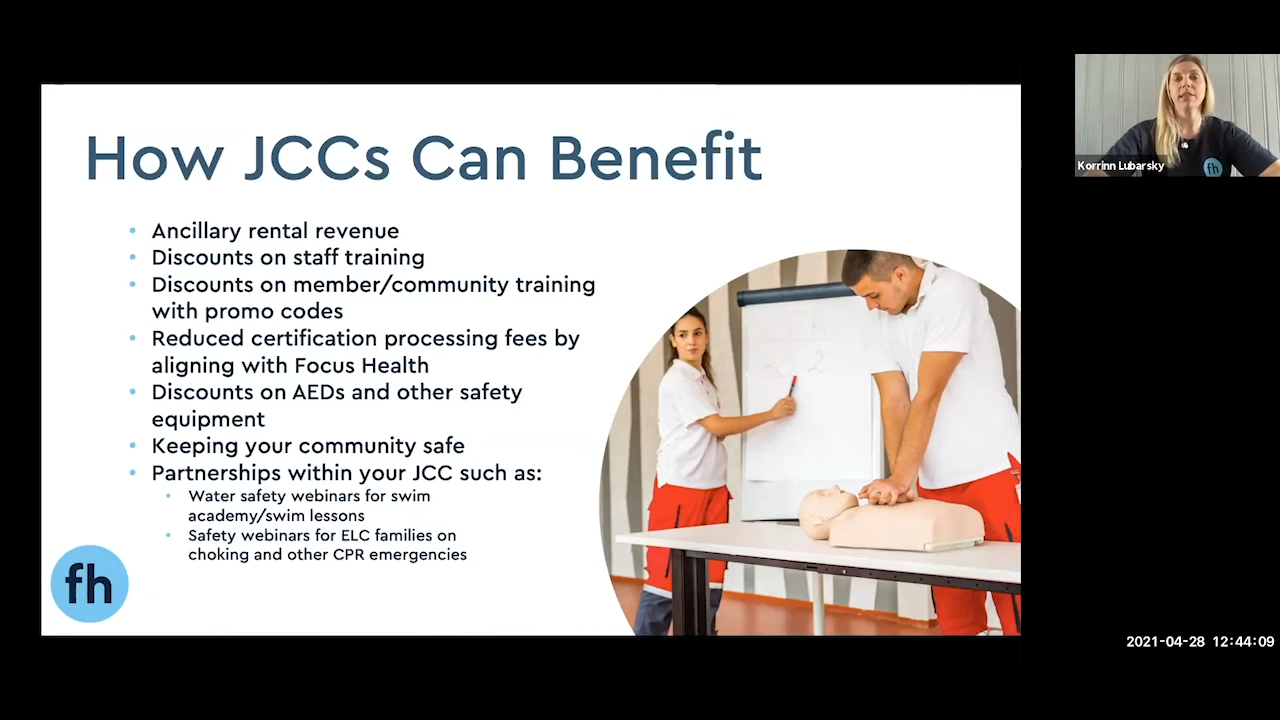 How JCCs Can Benefit
• Ancillary rental revenue
• Discounts on staff training
• Discounts on member/community training
with promo codes
• Reduced certification processing fees by
aligning with Focus Health
• Discounts on AEDs and other safety
equipment
• Keeping your community safe
• Partnerships within your JCC such as:
• Water safety webinars for swim
academy/swim lessons
• Safety webinars for ELC families on
choking and other CPR emergencies
fh
fh
Korrinn Lubarsky
2021-04-28 12:44:09